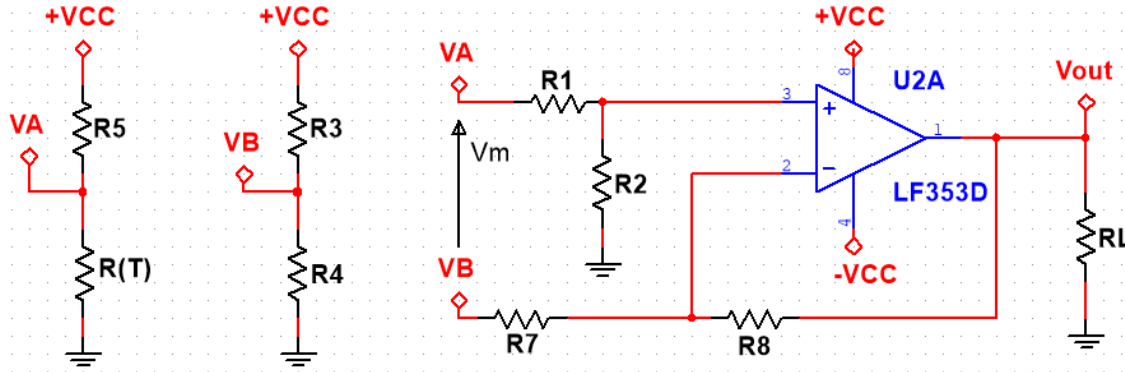 +VCC
+VCC
+VCC
VA
Vout
8
U2A
R1
3
R5
R3
VA
+
1
VB
Vm
2
−
R2
LF353D
4
R(T)
R4
VB
-VCC
RL
R7
R8